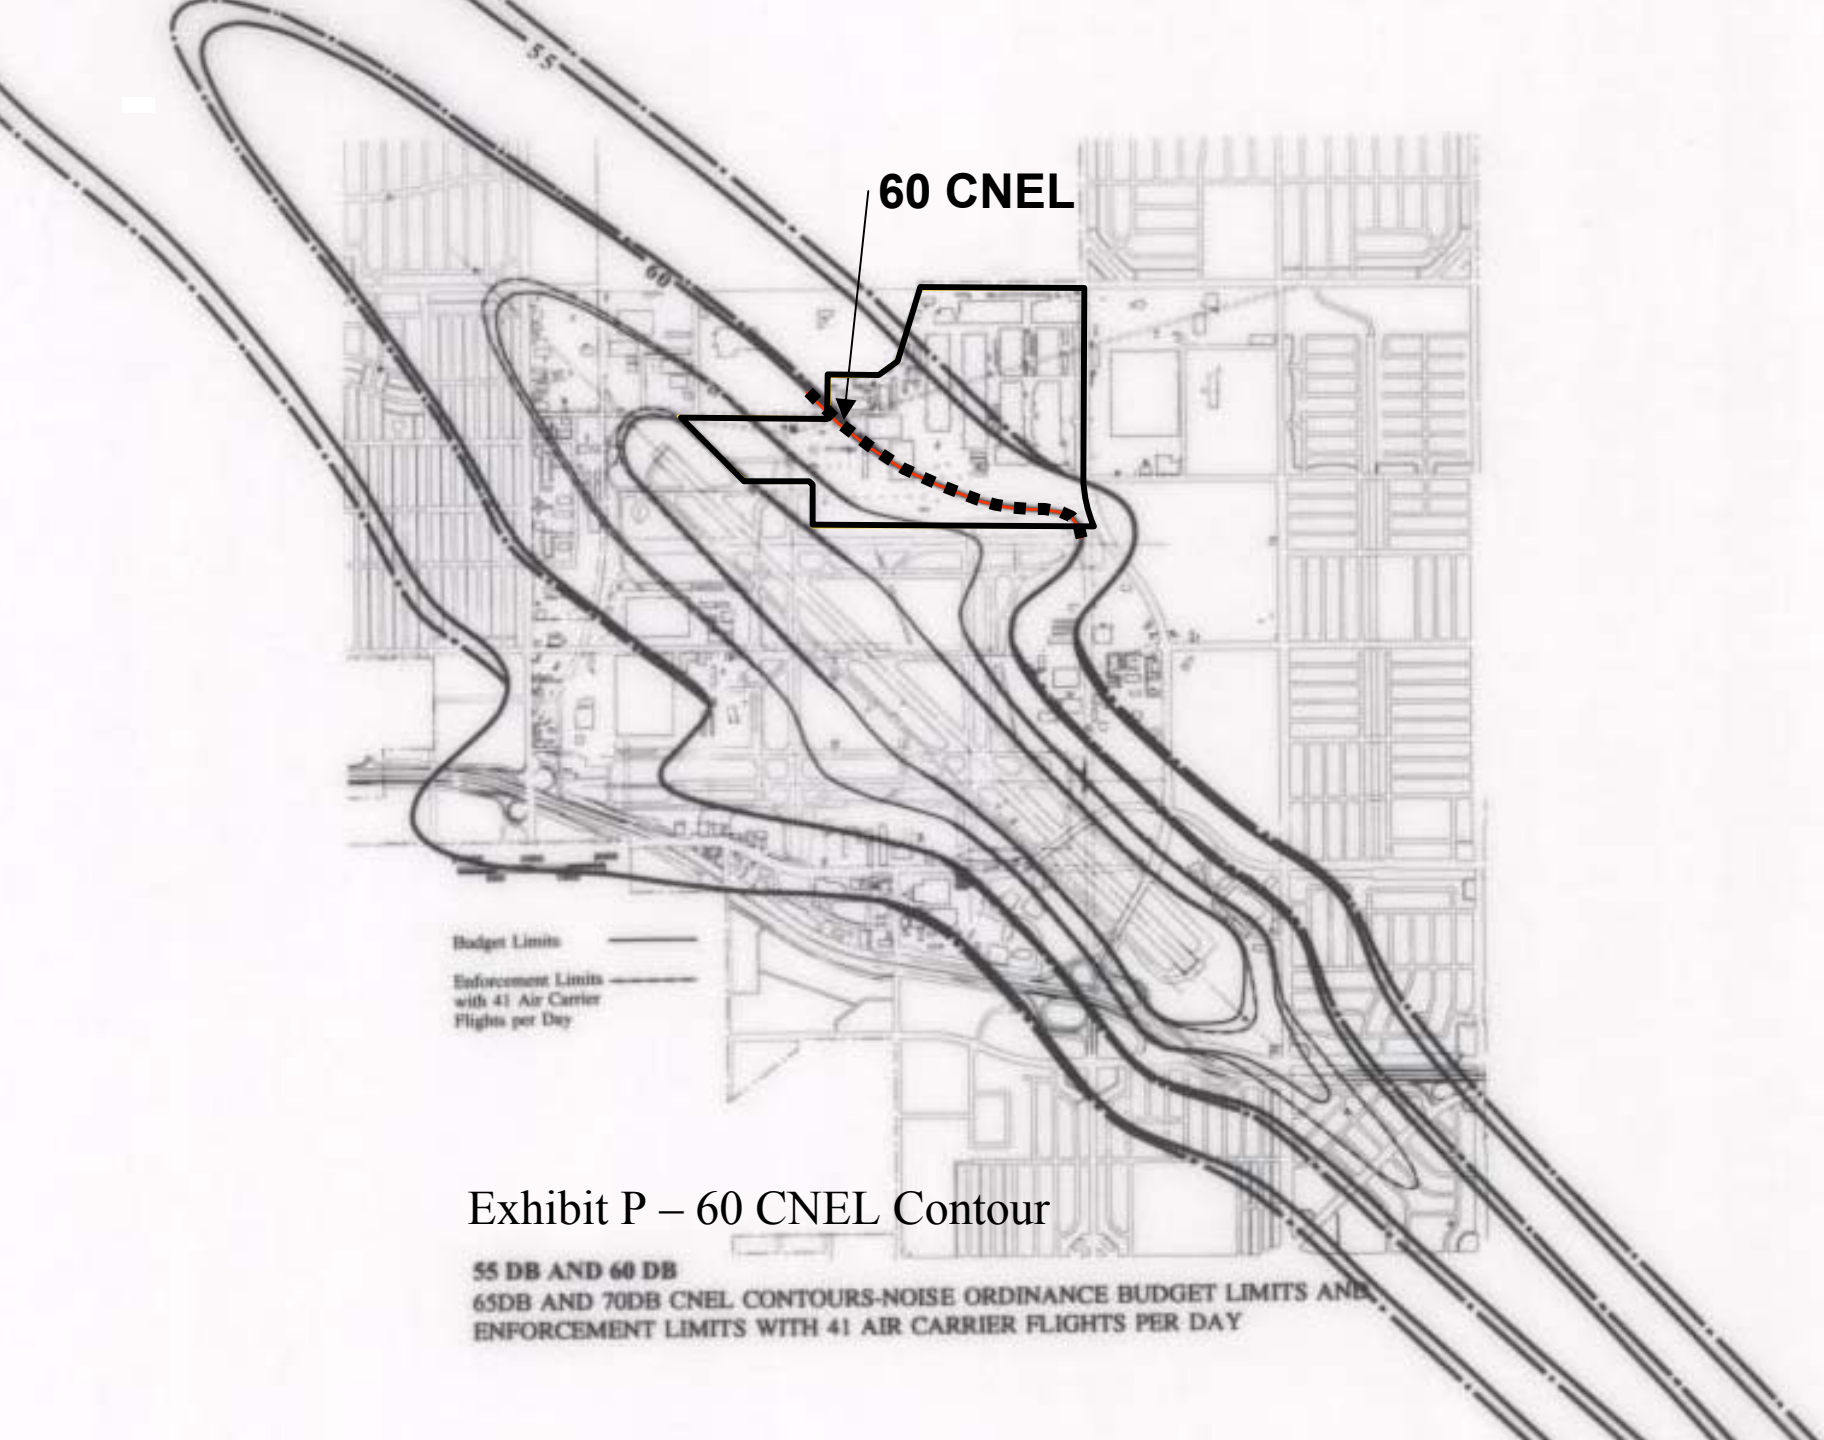 55
60 CNEL
60
Budget Limits
Enforcement Limits
with 41 Air Carrier
Flights per Day
Exhibit P – 60 CNEL Contour
55 DB AND 60 DB
65DB AND 70DB CNEL CONTOURS-NOISE ORDINANCE BUDGET LIMITS AND
ENFORCEMENT LIMITS WITH 41 AIR CARRIER FLIGHTS PER DAY